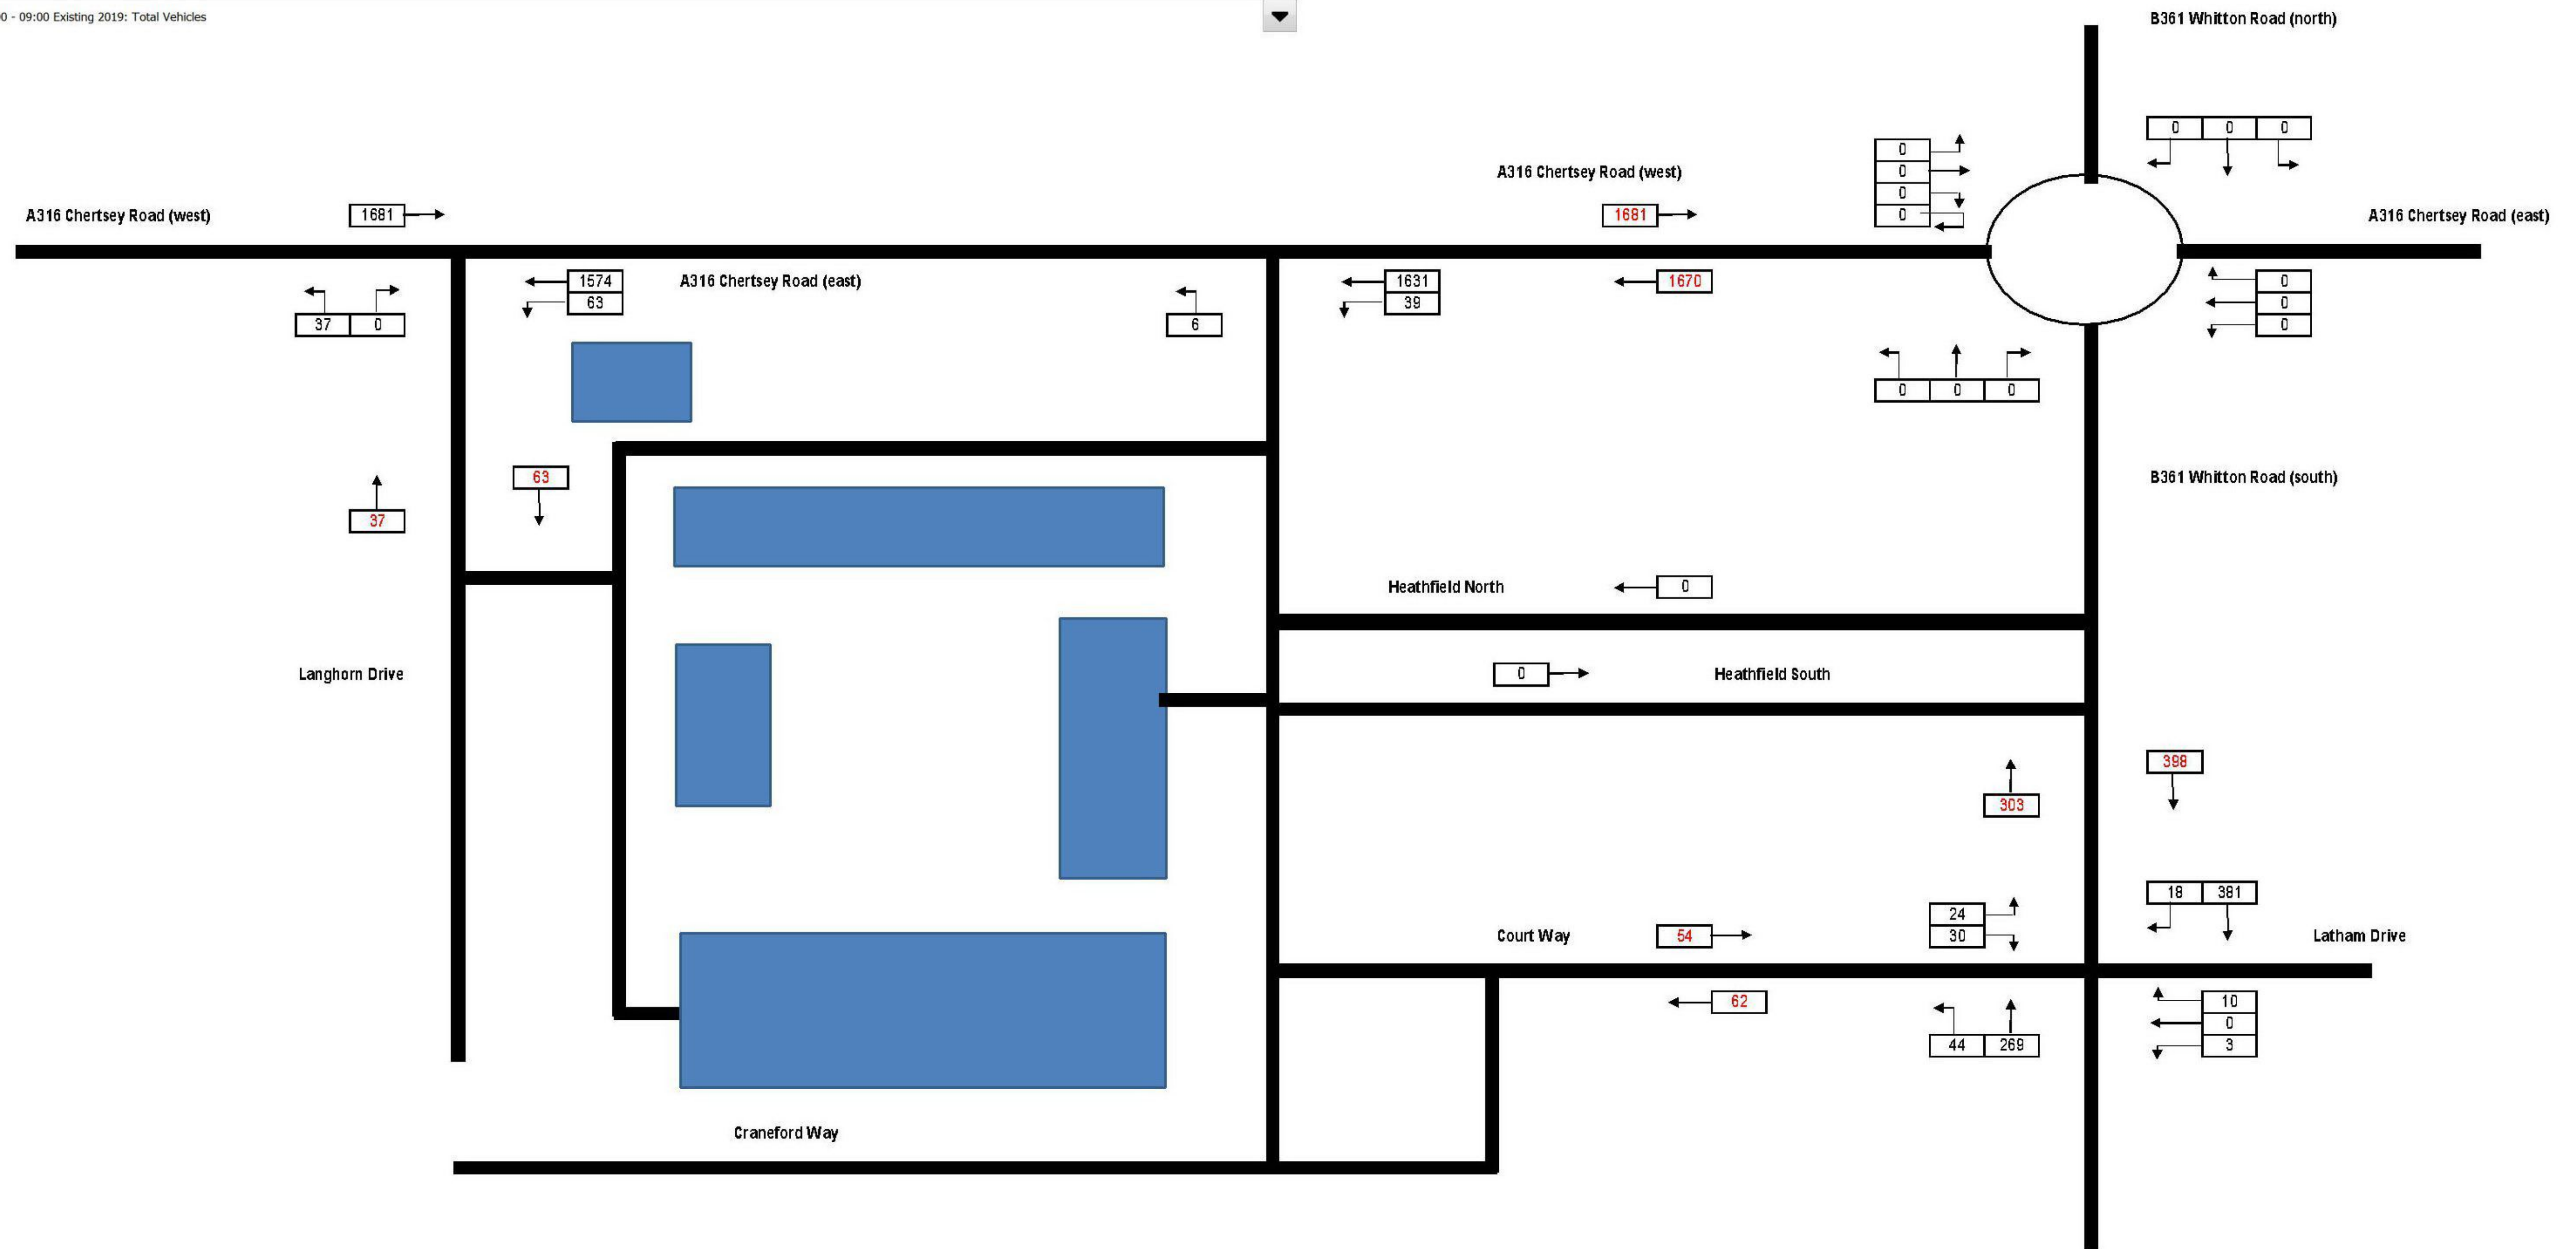 0 - 09:00 Existing 2019: Total Vehicles
B361 Whitton Road (north)
0 0 0
0
0
0
0
A316 Chertsey Road (west)
A316 Chertsey Road (west)
1681
1681
A316 Chertsey Road (east)
1574
63
A316 Chertsey Road (east)
1631
39
1670
0
0
0
37 0
6
0 0 0
63
37
B361 Whitton Road (south)
Heathfield North
0
Langhorn Drive
0
Heathfield South
398
303
18 381
24
30
Court Way
54
Latham Drive
62
10
0
3
44 269
Craneford Way